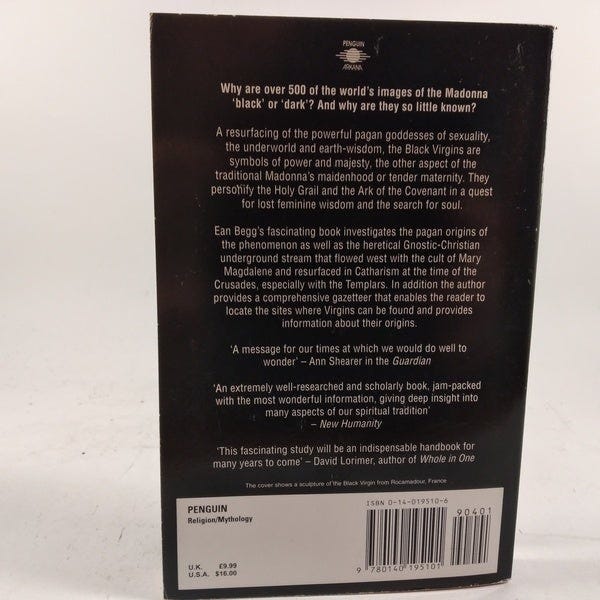 PENGUIN
ARKANA
Why are over 500 of the world's images of the Madonna
'black' or 'dark'? And why are they so little known?
A resurfacing of the powerful pagan goddesses of sexuality,
the underworld and earth-wisdom, the Black Virgins are
symbols of power and majesty, the other aspect of the
traditional Madonna's maidenhood or tender maternity. They
personify the Holy Grail and the Ark of the Covenant in a quest
for lost feminine wisdom and the search for soul.
Ean Begg's fascinating book investigates the pagan origins of
the phenomenon as well as the heretical Gnostic-Christian
underground stream that flowed west with the cult of Mary
Magdalene and resurfaced in Catharism at the time of the
Crusades, especially with the Templars. In addition the author
provides a comprehensive gazetteer that enables the reader to
locate the sites where Virgins can be found and provides
information about their origins.
'A message for our times at which we would do well to
wonder' – Ann Shearer in the Guardian
'An extremely well-researched and scholarly book, jam-packed
with the most wonderful information, giving deep insight into
many aspects of our spiritual tradition'
– New Humanity
'This fascinating study will be an indispensable handbook for
many years to come' – David Lorimer, author of Whole in One
The cover shows a sculpture of the Black Virgin from Rocamadour, France
PENGUIN
Religion/Mythology
U.K. £9.99
U.S.A. $16.00
ISBN 0-14-019510-6
90401
9 780140 195101